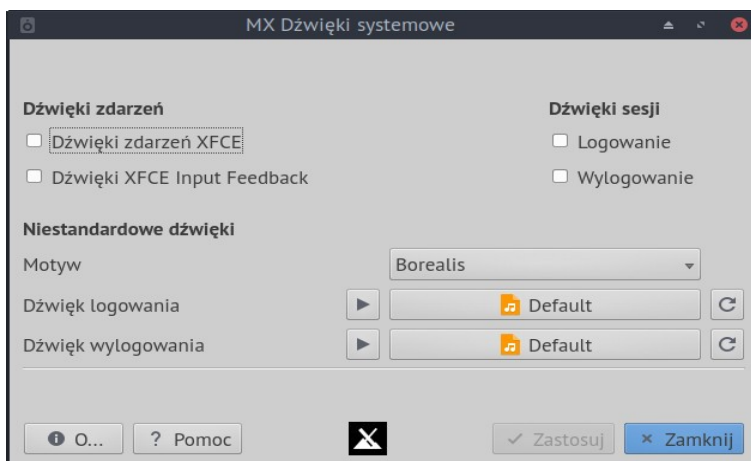 MX Dźwięki systemowe
Dźwięki zdarzeń
Dźwięki sesji
Dźwięki zdarzeń XFCE
Logowanie
Dźwięki XFCE Input Feedback
Wylogowanie
Niestandardowe dźwięki
Motyw Borealis
Dźwięk logowania Default
Dźwięk wylogowania Default
O... ? Pomoc Zastosuj Zamknij